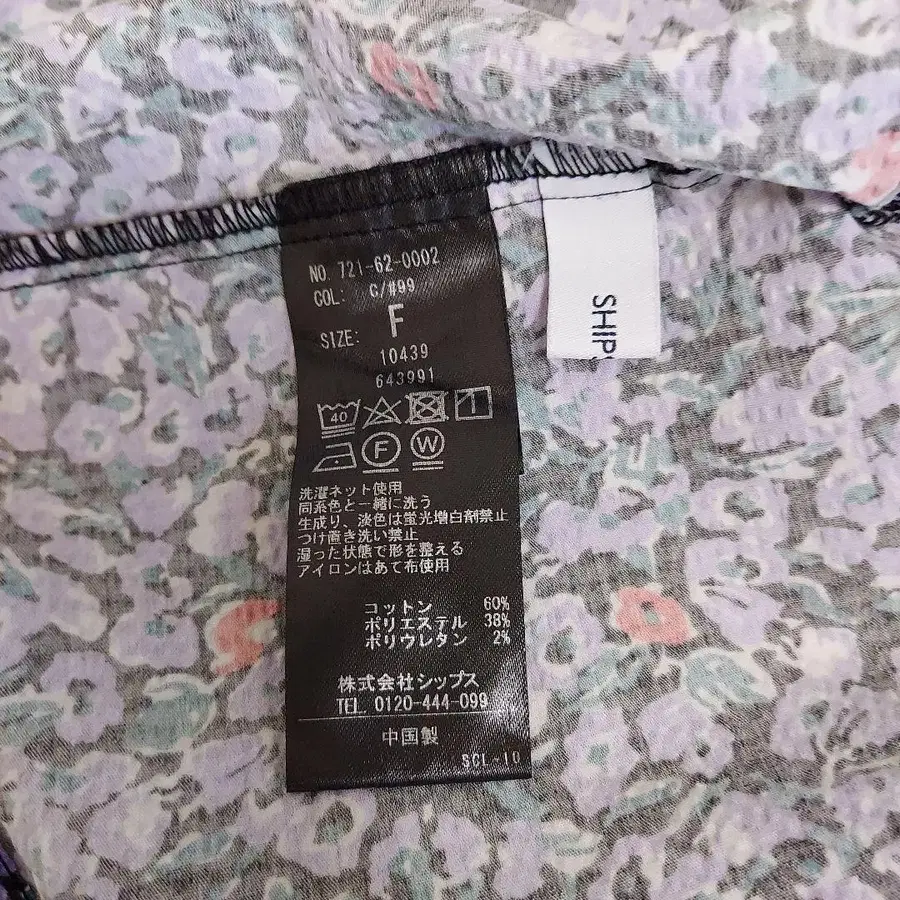 NO. 721-62-0002
COL: C/#99
SIZE: F
10439
643991
40
F W
洗濯ネット使用
同系色と一緒に洗う
生成り、淡色は蛍光増白剤禁止
つけ置き洗い禁止
湿った状態で形を整える
アイロンはあて布使用
コットン 60%
ポリエステル 38%
ポリウレタン 2%
株式会社シップス
TEL. 0120-444-099
中国製
SCL-10
SHIPS